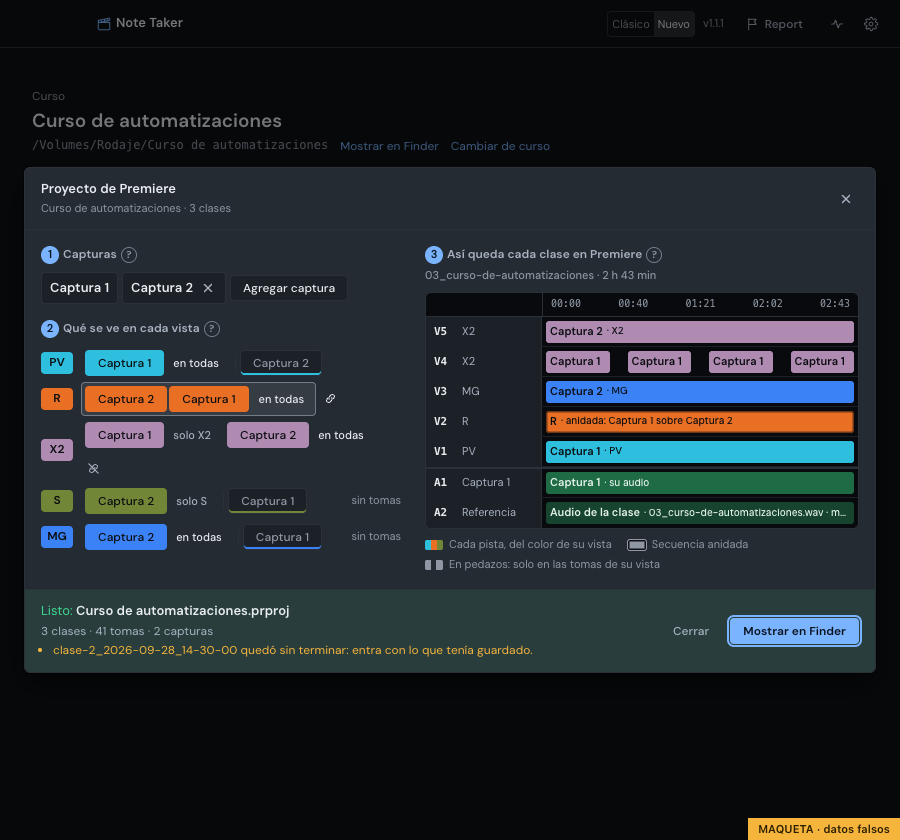 Note Taker
Clásico Nuevo v1.1.1 Report
Curso
Curso de automatizaciones
/Volumes/Rodaje/Curso de automatizaciones Mostrar en Finder Cambiar de curso
Proyecto de Premiere
Curso de automatizaciones · 3 clases
1 Capturas ?
Captura 1 Captura 2 × Agregar captura
2 Qué se ve en cada vista ?
PV Captura 1 en todas Captura 2
R Captura 2 Captura 1 en todas
X2 Captura 1 solo X2 Captura 2 en todas
S Captura 2 solo S Captura 1 sin tomas
MG Captura 2 en todas Captura 1 sin tomas
3 Así queda cada clase en Premiere ?
03_curso-de-automatizaciones · 2 h 43 min
00:00 00:40 01:21 02:02 02:43
V5 X2 Captura 2 · X2
V4 X2 Captura 1 Captura 1 Captura 1 Captura 1
V3 MG Captura 2 · MG
V2 R R · anidada: Captura 1 sobre Captura 2
V1 PV Captura 1 · PV
A1 Captura 1 Captura 1 · su audio
A2 Referencia Audio de la clase · 03_curso-de-automatizaciones.wav · m…
Cada pista, del color de su vista Secuencia anidada
En pedazos: solo en las tomas de su vista
Listo: Curso de automatizaciones.prproj
3 clases · 41 tomas · 2 capturas
• clase-2_2026-09-28_14-30-00 quedó sin terminar: entra con lo que tenía guardado.
Cerrar Mostrar en Finder
MAQUETA · datos falsos